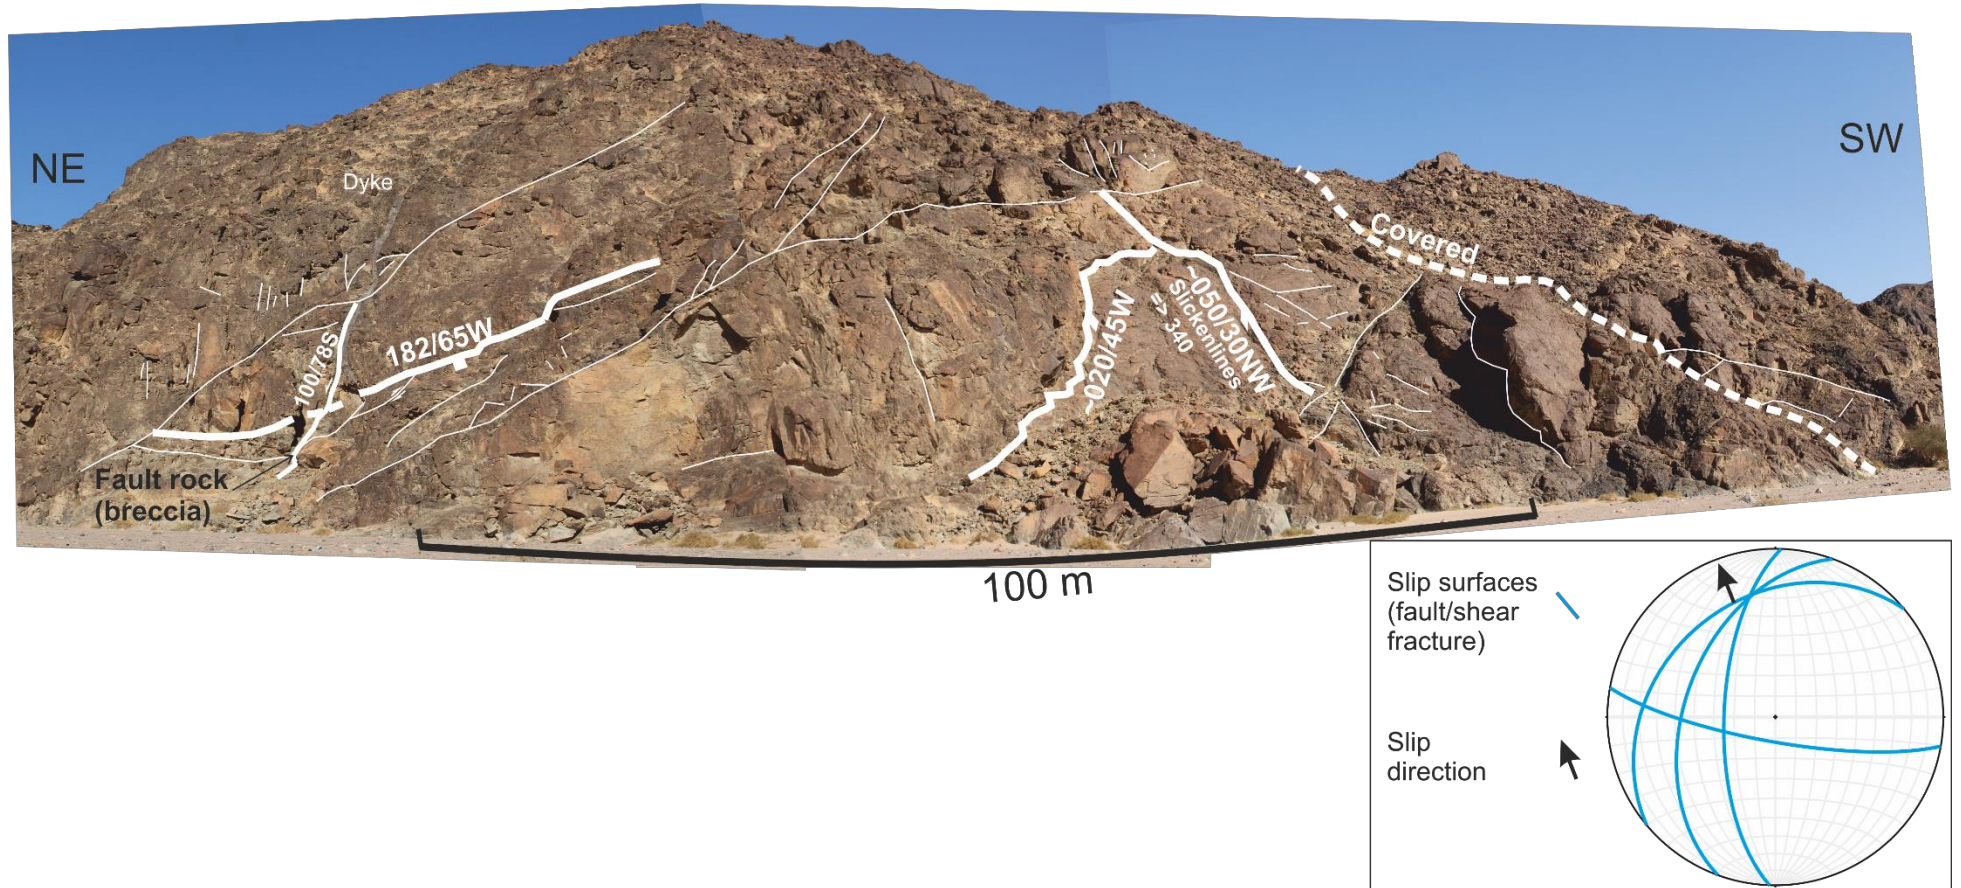 NE
SW
Dyke
Covered
100/78S
182/65W
~020/45W
~050/30NW
Slickenlines
=> 340
Fault rock
(breccia)
100 m
Slip surfaces
(fault/shear
fracture)
Slip
direction